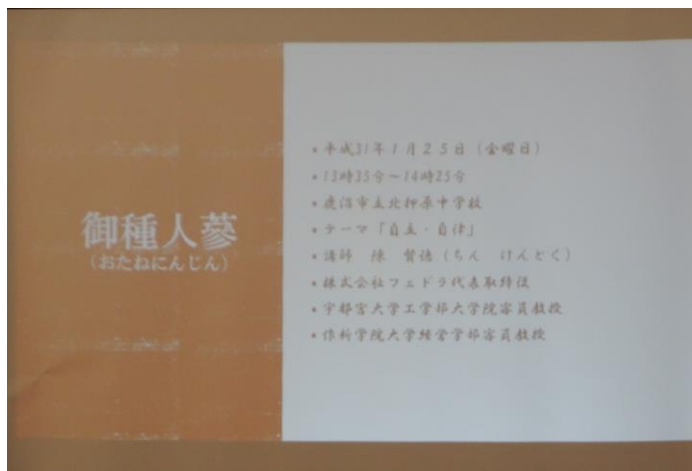 御種人蔘
（おたねにんじん）
• 平成31年1月25日（金曜日）
• 13時35分～14時25分
• 鹿沼市立北押原中学校
• テーマ「自主・自律」
• 講師　陳　賢徳（ちん　けんとく）
• 株式会社フェドラ代表取締役
• 宇都宮大学工学部大学院客員教授
• 作新学院大学経営学部客員教授